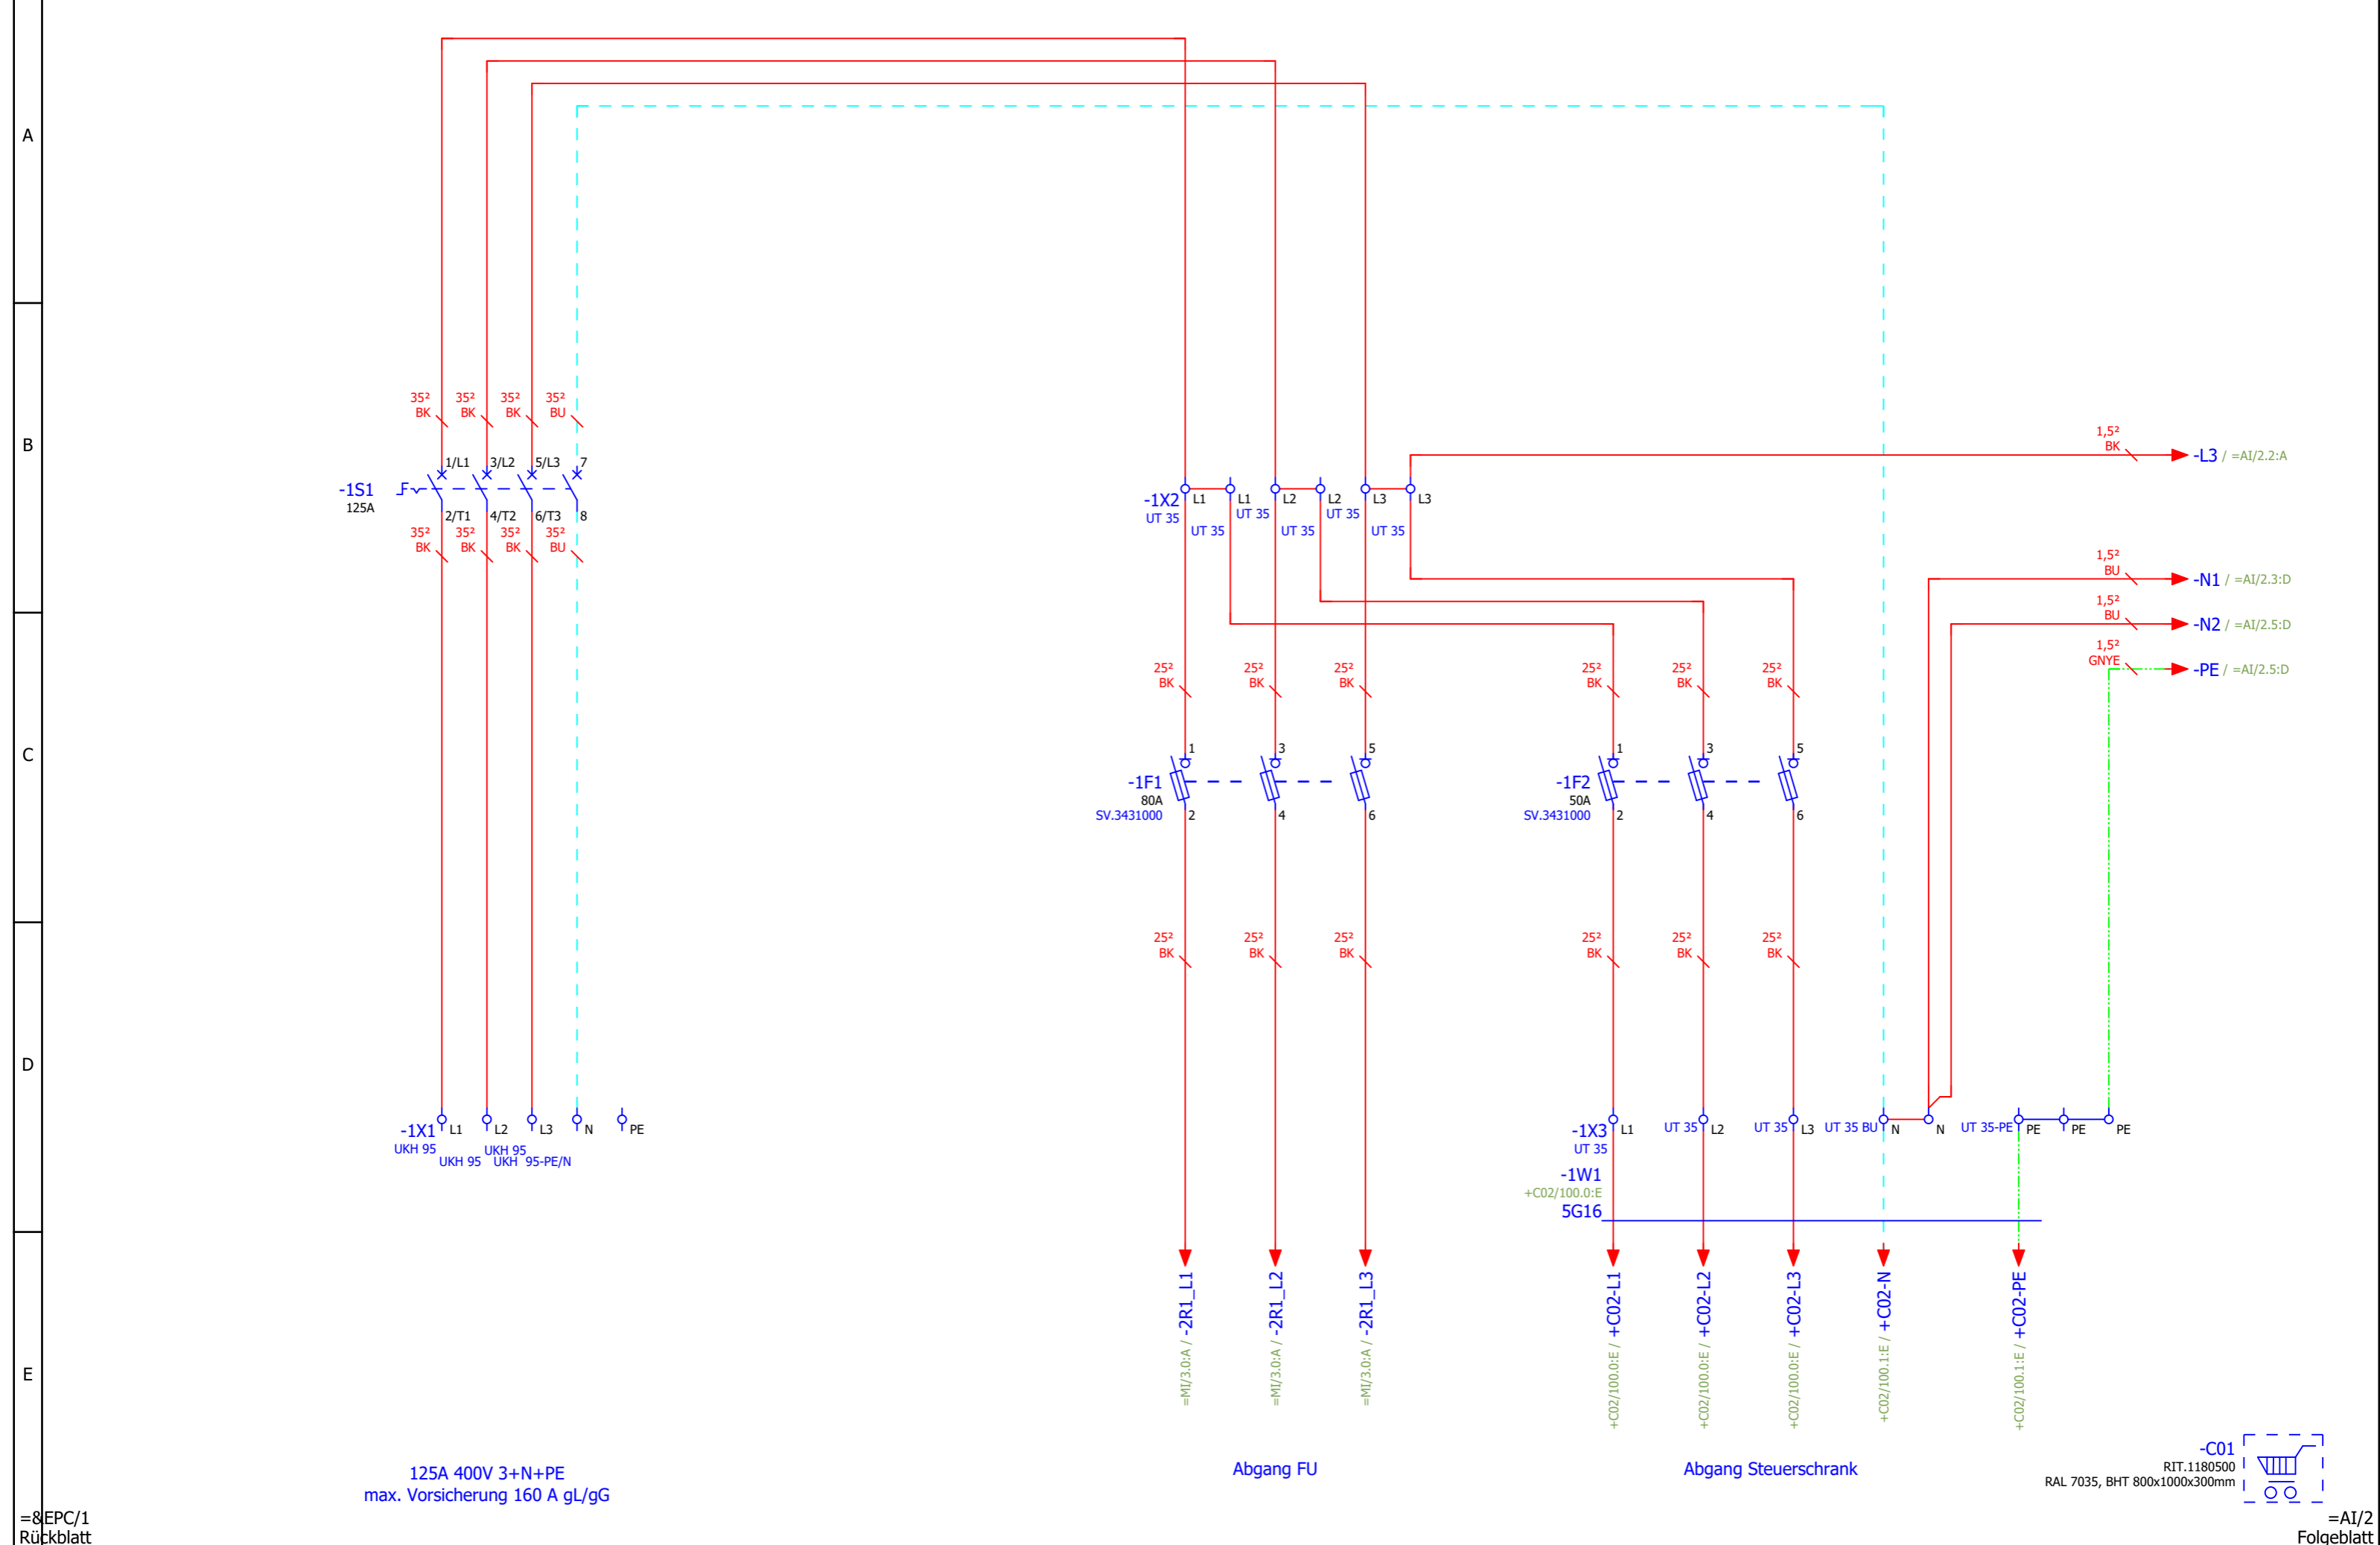 A
B
C
D
E
35²
BK
35²
BK
35²
BK
35²
BU
-1S1
125A
1/L1
3/L2
5/L3
7
2/T1
4/T2
6/T3
8
35²
BK
35²
BK
35²
BK
35²
BU
-1X2
UT 35
L1
L1
L2
L2
L3
L3
UT 35
UT 35
UT 35
UT 35
UT 35
1,5²
BK
-L3 / =AI/2.2:A
1,5²
BU
-N1 / =AI/2.3:D
1,5²
BU
-N2 / =AI/2.5:D
1,5²
GNYE
-PE / =AI/2.5:D
25²
BK
25²
BK
25²
BK
25²
BK
25²
BK
25²
BK
-1F1
80A
SV.3431000
1
3
5
2
4
6
-1F2
50A
SV.3431000
1
3
5
2
4
6
25²
BK
25²
BK
25²
BK
25²
BK
25²
BK
25²
BK
-1X1
UKH 95
L1
L2
L3
N
PE
UKH 95
UKH 95
UKH 95-PE/N
-1X3
UT 35
L1
UT 35
L2
UT 35
L3
UT 35 BU
N
N
UT 35-PE
PE
PE
PE
-1W1
+C02/100.0:E
5G16
=MI/3.0:A / -2R1_L1
=MI/3.0:A / -2R1_L2
=MI/3.0:A / -2R1_L3
+C02/100.0:E / +C02-L1
+C02/100.0:E / +C02-L2
+C02/100.0:E / +C02-L3
+C02/100.1:E / +C02-N
+C02/100.1:E / +C02-PE
125A 400V 3+N+PE
max. Vorsicherung 160 A gL/gG
Abgang FU
Abgang Steuerschrank
-C01
RIT.1180500
RAL 7035, BHT 800x1000x300mm
=&EPC/1
Rückblatt
=AI/2
Folgeblatt